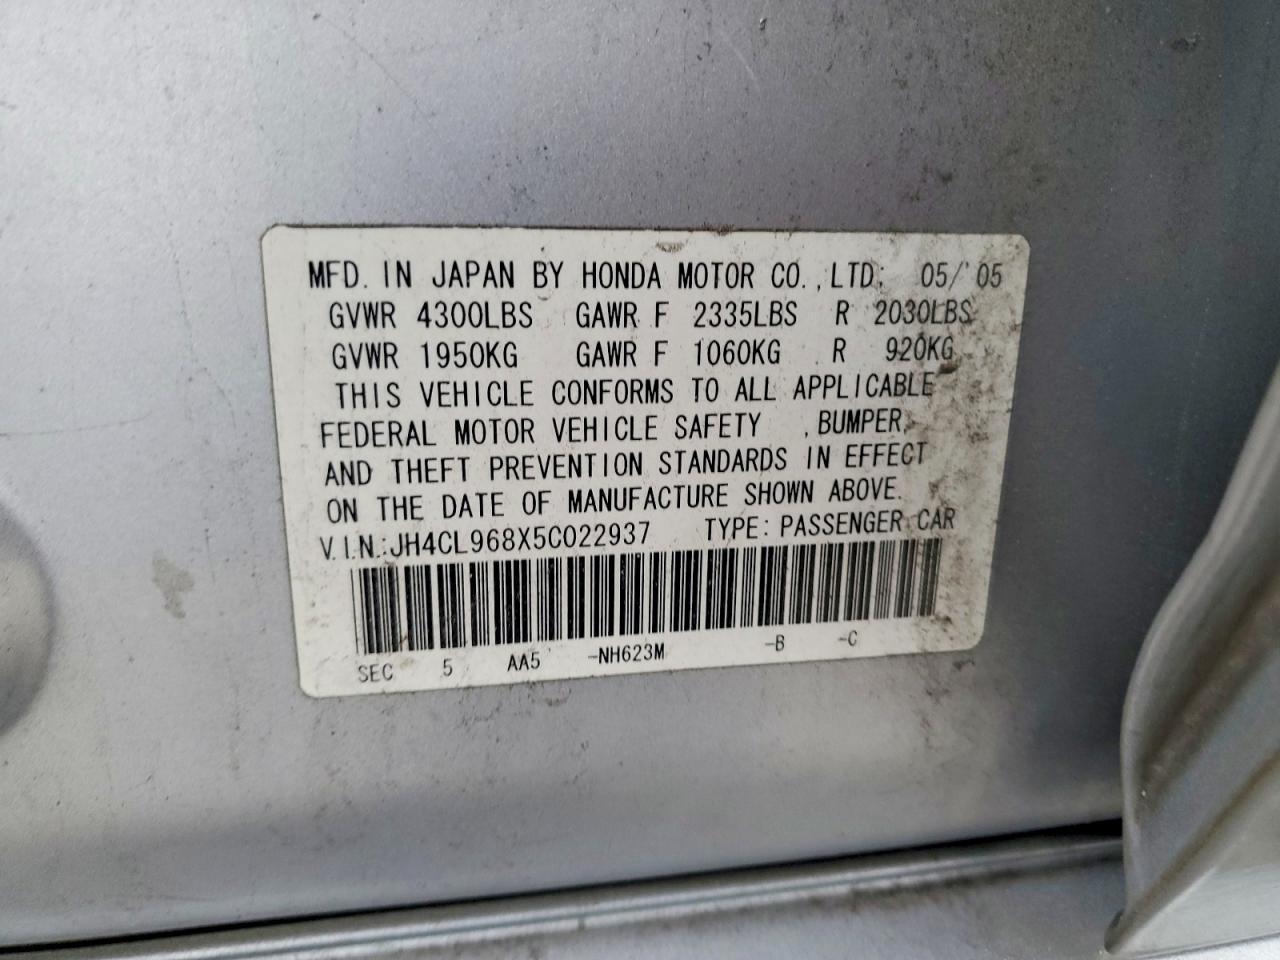 MFD. IN JAPAN BY HONDA MOTOR CO.,LTD; 05/'05
GVWR 4300LBS GAWR F 2335LBS R 2030LBS
GVWR 1950KG GAWR F 1060KG R 920KG
THIS VEHICLE CONFORMS TO ALL APPLICABLE
FEDERAL MOTOR VEHICLE SAFETY ,BUMPER,
AND THEFT PREVENTION STANDARDS IN EFFECT
ON THE DATE OF MANUFACTURE SHOWN ABOVE.
V.I.N.:JH4CL968X5C022937 TYPE:PASSENGER CAR
SEC 5 AA5 -NH623M -B -C